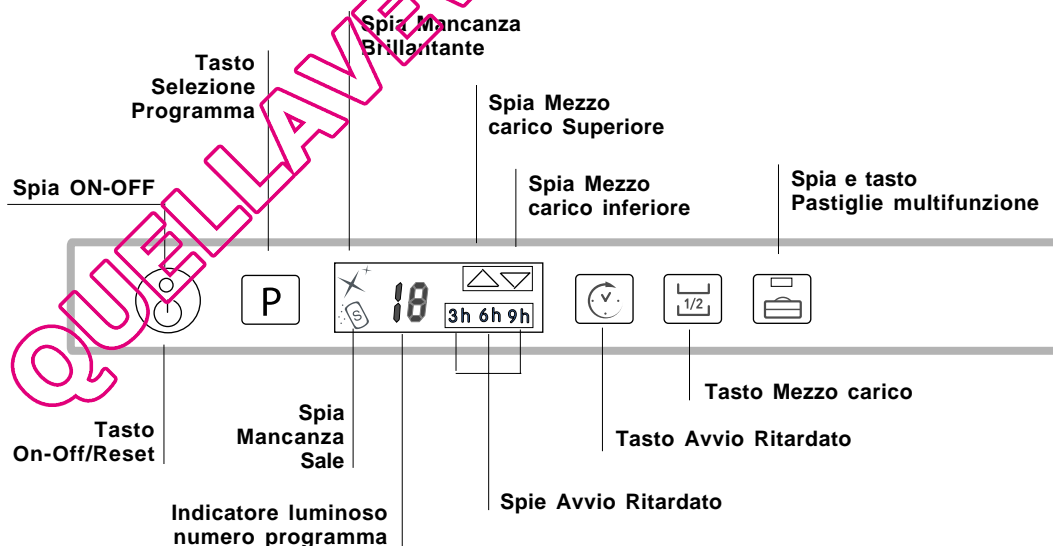 Spia Mancanza
Brillantante
Tasto
Selezione
Programma
Spia Mezzo
carico Superiore
Spia ON-OFF
Spia Mezzo
carico inferiore
Spia e tasto
Pastiglie multifunzione
P
S
18
3h 6h 9h
1/2
Tasto
On-Off/Reset
Spia
Mancanza
Sale
Tasto Mezzo carico
Tasto Avvio Ritardato
Spie Avvio Ritardato
Indicatore luminoso
numero programma
QUELLAVE